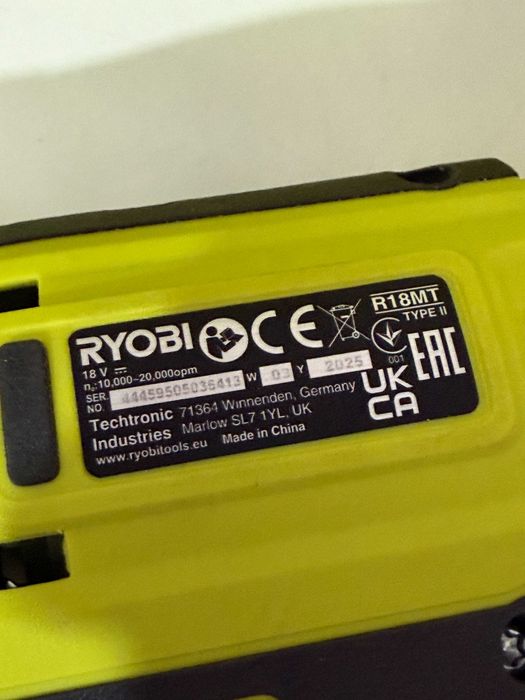 RYOBI CE R18MT
TYPE II
18 V ⎓
n₀-10,000-20,000opm
001
EAC
SER. NO. 44459505036413 W 03 Y 2025
UK CA
Techtronic Industries
71364 Winnenden, Germany
Marlow SL7 1YL, UK
www.ryobitools.eu Made in China